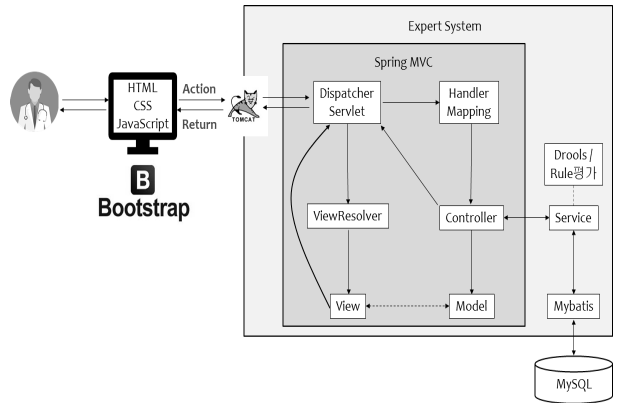 Expert System
Spring MVC
HTML
CSS
JavaScript
Action
Return
TOMCAT
Dispatcher
Servlet
Handler
Mapping
B
Bootstrap
Drools /
Rule평가
ViewResolver
Controller
Service
View
Model
Mybatis
MySQL